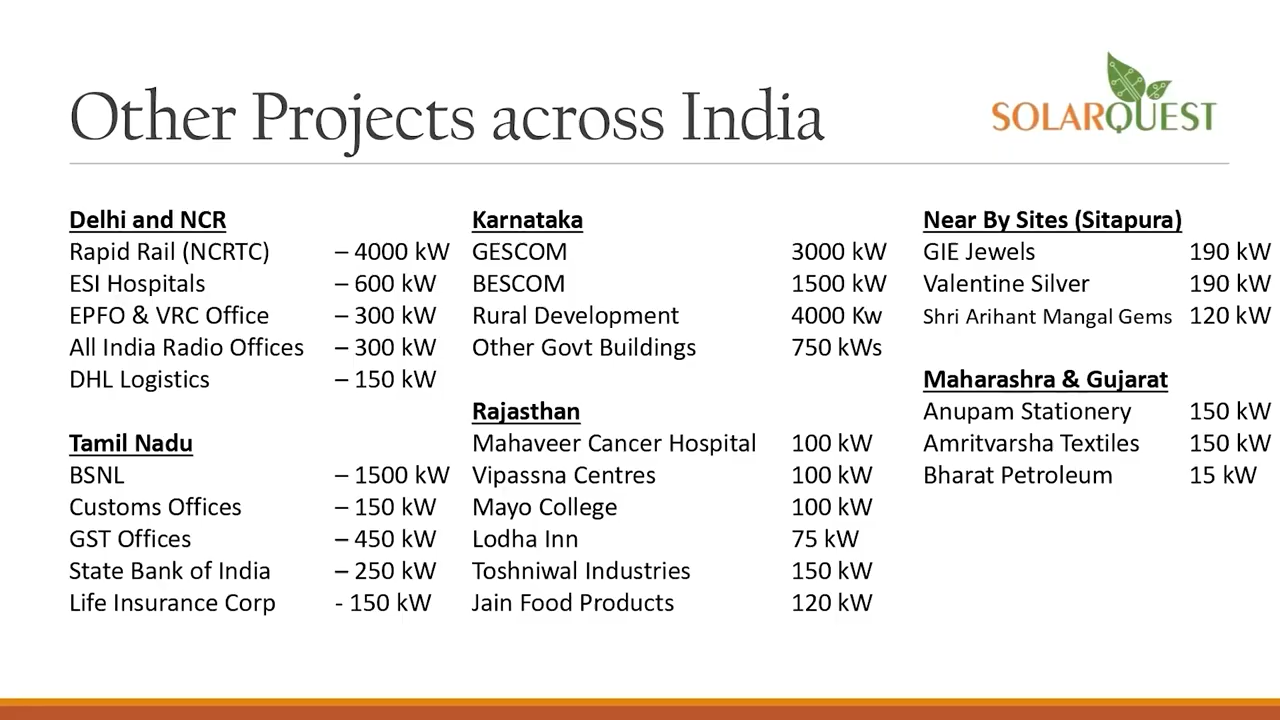 Other Projects across India
SOLARQUEST
Delhi and NCR
Rapid Rail (NCRTC) – 4000 kW
ESI Hospitals – 600 kW
EPFO & VRC Office – 300 kW
All India Radio Offices – 300 kW
DHL Logistics – 150 kW
Tamil Nadu
BSNL – 1500 kW
Customs Offices – 150 kW
GST Offices – 450 kW
State Bank of India – 250 kW
Life Insurance Corp - 150 kW
Karnataka
GESCOM 3000 kW
BESCOM 1500 kW
Rural Development 4000 Kw
Other Govt Buildings 750 kWs
Rajasthan
Mahaveer Cancer Hospital 100 kW
Vipassna Centres 100 kW
Mayo College 100 kW
Lodha Inn 75 kW
Toshniwal Industries 150 kW
Jain Food Products 120 kW
Near By Sites (Sitapura)
GIE Jewels 190 kW
Valentine Silver 190 kW
Shri Arihant Mangal Gems 120 kW
Maharashra & Gujarat
Anupam Stationery 150 kW
Amritvarsha Textiles 150 kW
Bharat Petroleum 15 kW